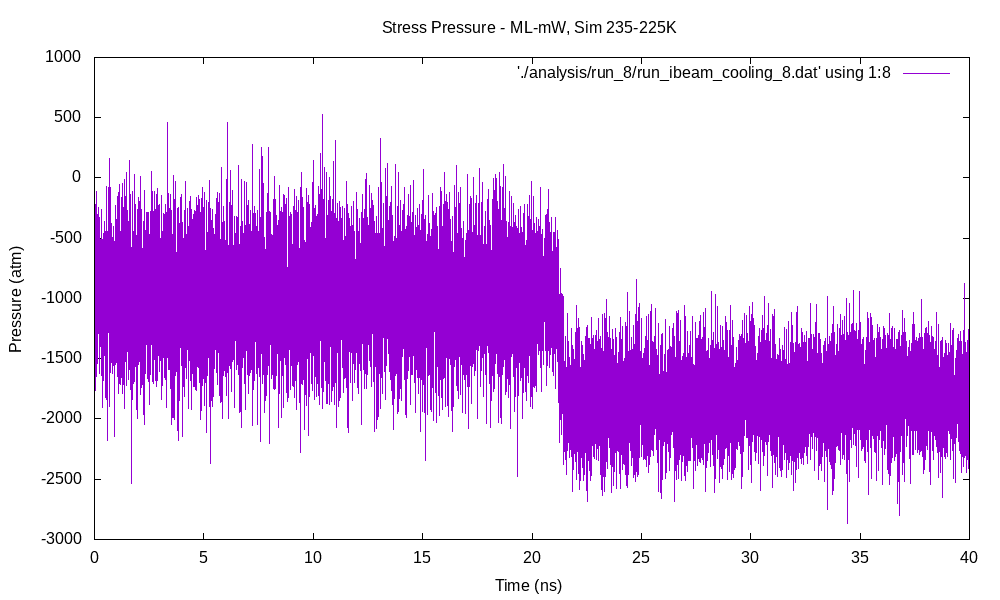 Stress Pressure - ML-mW, Sim 235-225K
'./analysis/run_8/run_ibeam_cooling_8.dat' using 1:8
1000
500
0
-500
-1000
-1500
-2000
-2500
-3000
Pressure (atm)
0 5 10 15 20 25 30 35 40
Time (ns)